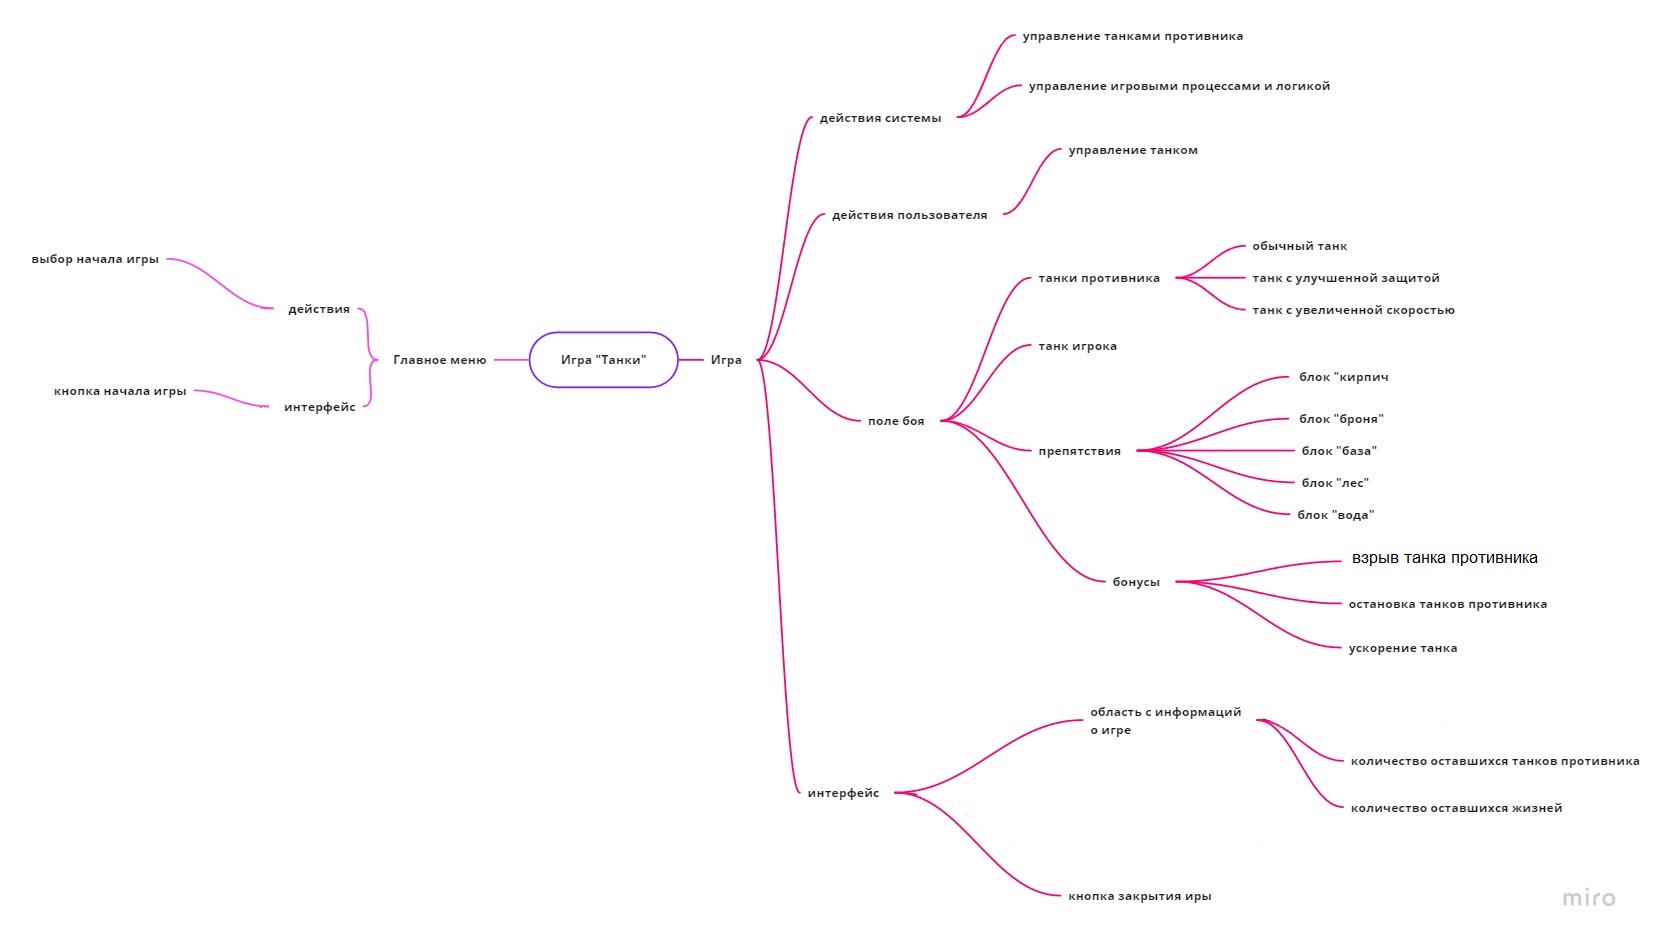 выбор начала игры
действия
кнопка начала игры
интерфейс
Главное меню
Игра "Танки"
Игра
действия системы
управление танками противника
управление игровыми процессами и логикой
действия пользователя
управление танком
поле боя
танки противника
обычный танк
танк с улучшенной защитой
танк с увеличенной скоростью
танк игрока
препятствия
блок "кирпич
блок "броня"
блок "база"
блок "лес"
блок "вода"
бонусы
взрыв танка противника
остановка танков противника
ускорение танка
интерфейс
область с информаций
о игре
количество оставшихся танков противника
количество оставшихся жизней
кнопка закрытия иры
miro